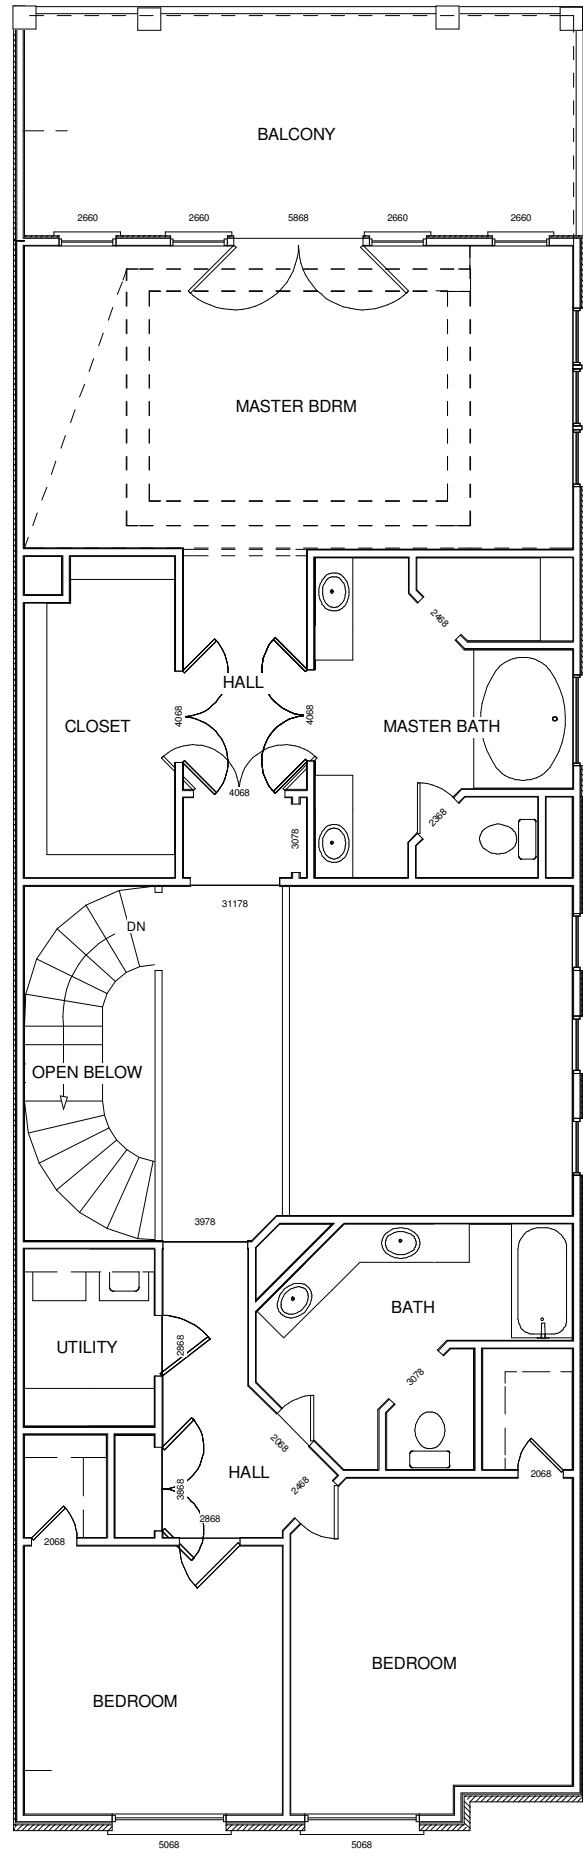 BALCONY
2660 2660 5868 2660 2660
MASTER BDRM
2468
HALL
4068 4068
CLOSET MASTER BATH
4068
2368
3078
31178
DN
OPEN BELOW
3978
BATH
UTILITY
2868
3078
2068
HALL
2468
3868
2868
2068
2068
BEDROOM
BEDROOM
5068 5068